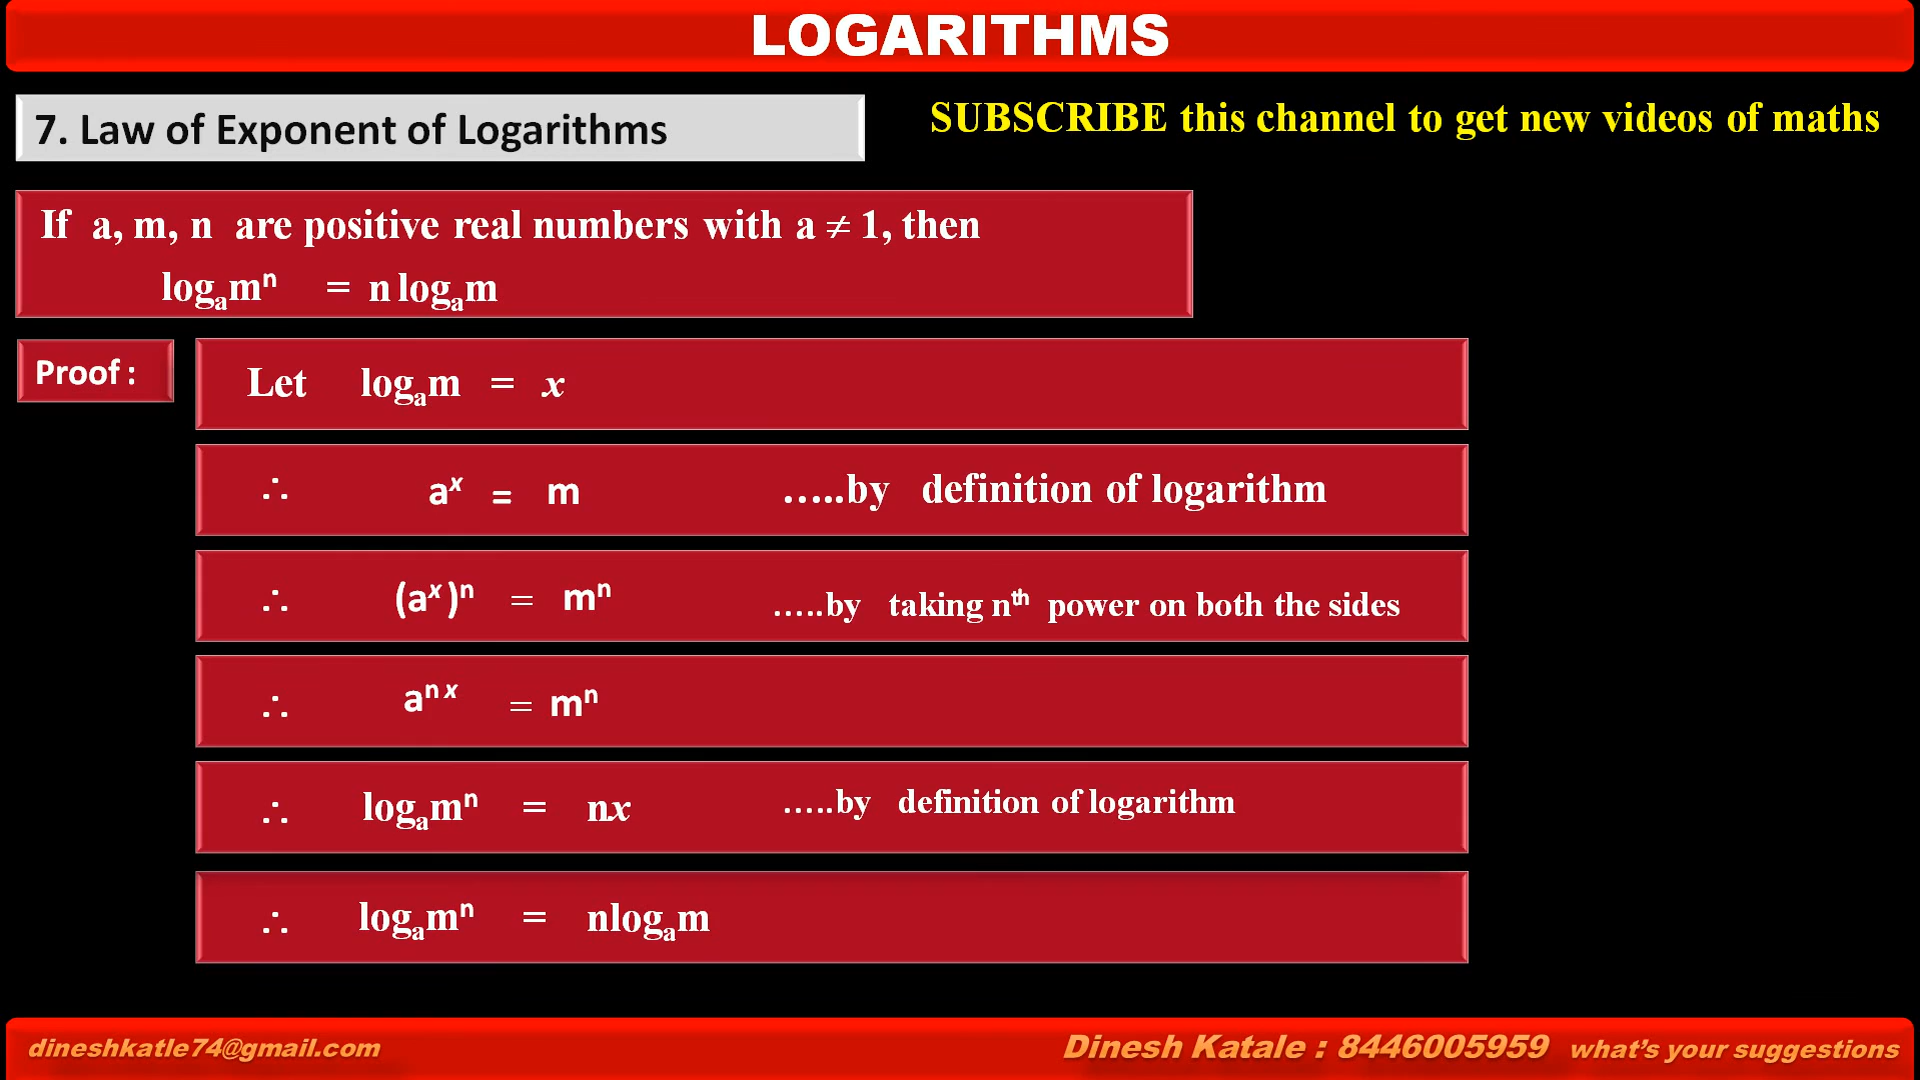 LOGARITHMS
7. Law of Exponent of Logarithms
SUBSCRIBE this channel to get new videos of maths
If a, m, n are positive real numbers with a ≠ 1, then
logₐmⁿ = n logₐm
Proof :
Let logₐm = x
∴ aˣ = m …..by definition of logarithm
∴ (aˣ)ⁿ = mⁿ …..by taking nᵗʰ power on both the sides
∴ aⁿˣ = mⁿ
∴ logₐmⁿ = nx …..by definition of logarithm
∴ logₐmⁿ = nlogₐm
dineshkatle74@gmail.com
Dinesh Katale : 8446005959 what's your suggestions